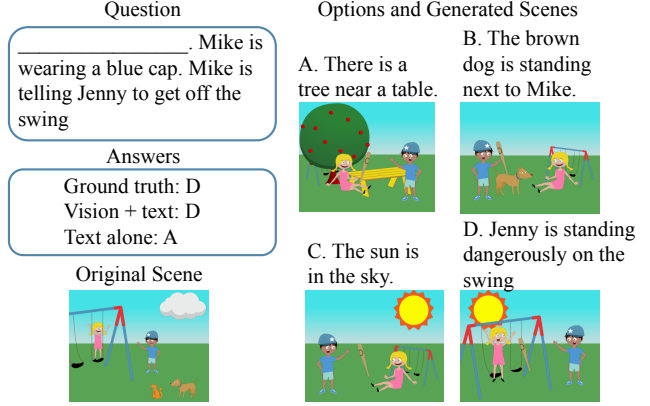 Question
_________________. Mike is
wearing a blue cap. Mike is
telling Jenny to get off the
swing
Answers
Ground truth: D
Vision + text: D
Text alone: A
Original Scene
Options and Generated Scenes
A. There is a
tree near a table.
B. The brown
dog is standing
next to Mike.
C. The sun is
in the sky.
D. Jenny is standing
dangerously on the
swing